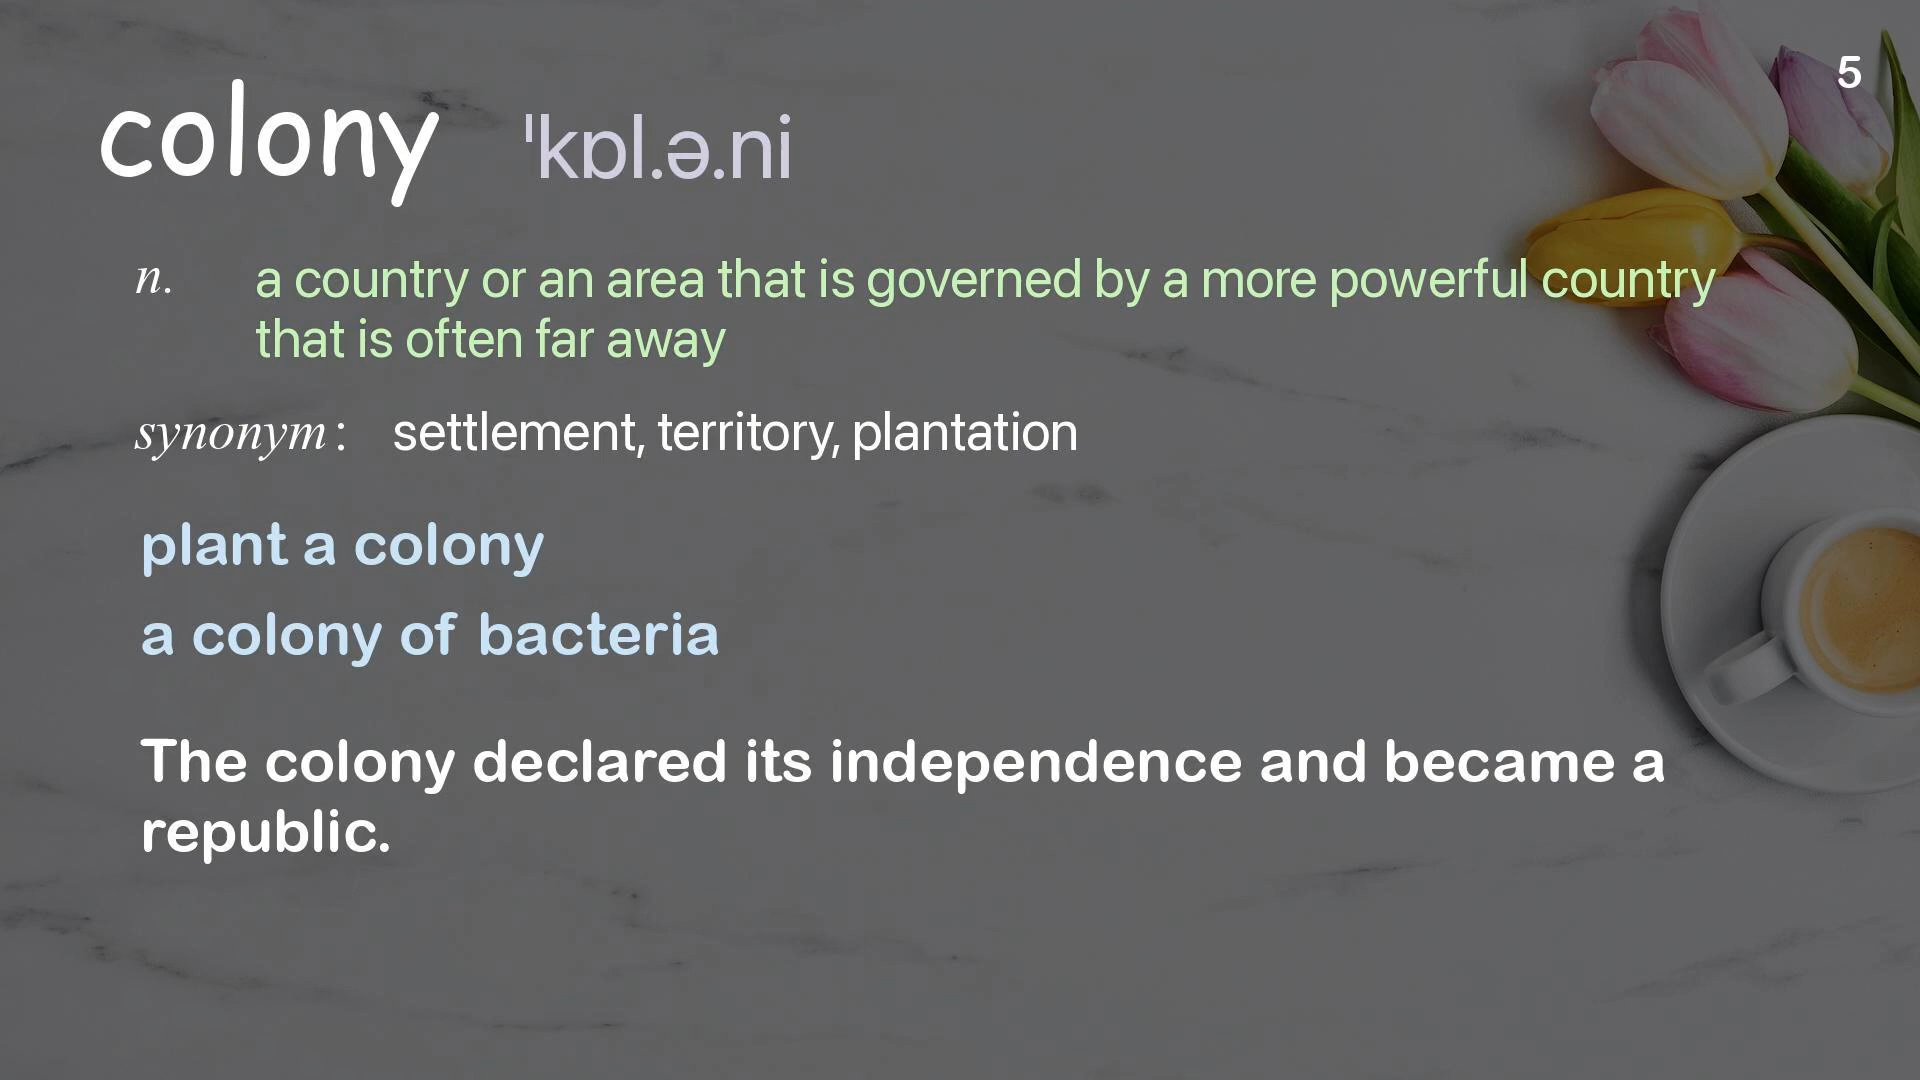 5
colony ˈkɒl.ə.ni
n. a country or an area that is governed by a more powerful country
that is often far away
synonym: settlement, territory, plantation
plant a colony
a colony of bacteria
The colony declared its independence and became a
republic.